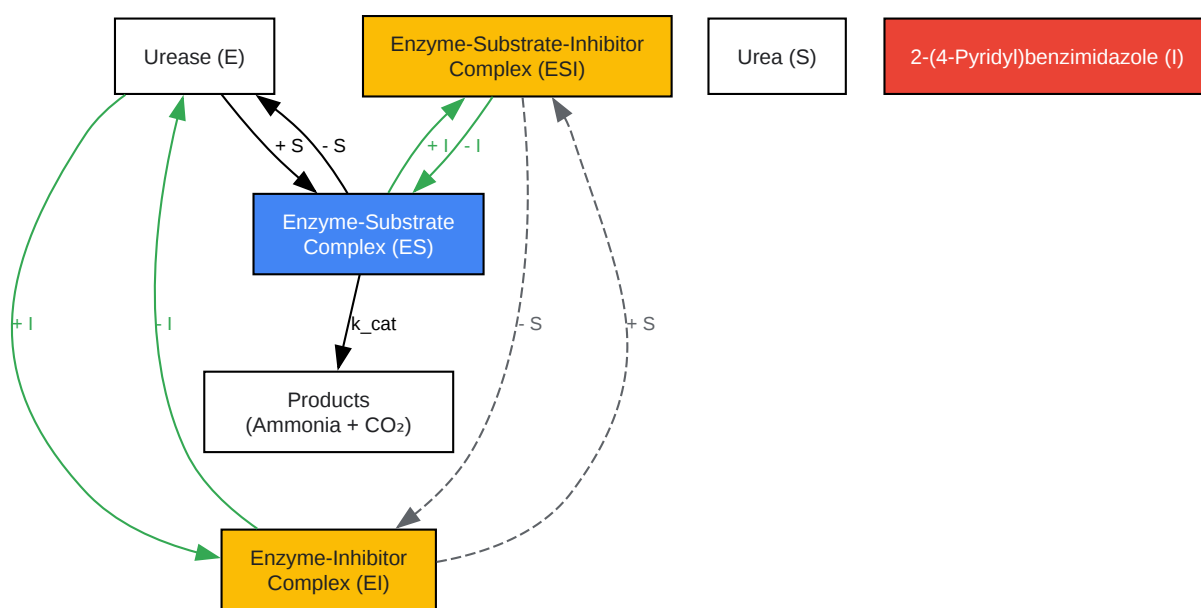 Urease (E)
Enzyme-Substrate-Inhibitor
Complex (ESI)
Urea (S)
2-(4-Pyridyl)benzimidazole (I)
+ S
- S
+ I
- I
Enzyme-Substrate
Complex (ES)
+ I
- I
k_cat
- S
+ S
Products
(Ammonia + CO₂)
Enzyme-Inhibitor
Complex (EI)